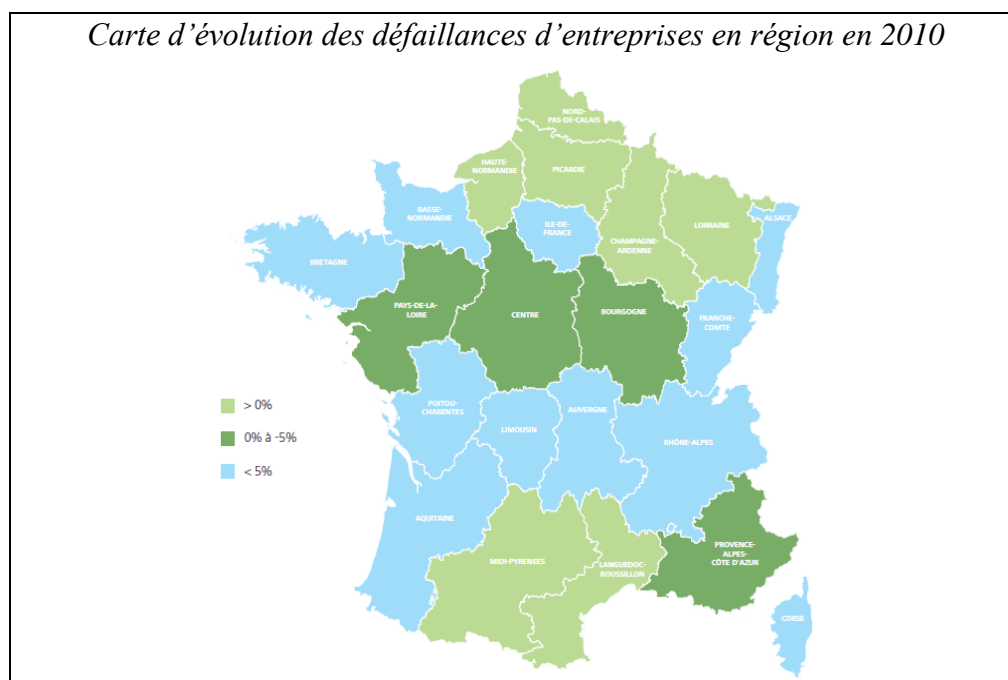 Carte d’évolution des défaillances d’entreprises en région en 2010
NORD-
PAS-DE-CALAIS
HAUTE-
NORMANDIE
PICARDIE
BASSE-
NORMANDIE
ILE-DE-
FRANCE
CHAMPAGNE-
ARDENNE
LORRAINE
ALSACE
BRETAGNE
PAYS-DE-LA-
LOIRE
CENTRE
BOURGOGNE
FRANCHE-
COMTE
POITOU-
CHARENTES
LIMOUSIN
AUVERGNE
RHÔNE-ALPES
> 0%
0% à -5%
< 5%
AQUITAINE
MIDI-PYRENEES
LANGUEDOC-
ROUSSILLON
PROVENCE-
ALPES-
CÔTE D'AZUR
CORSE